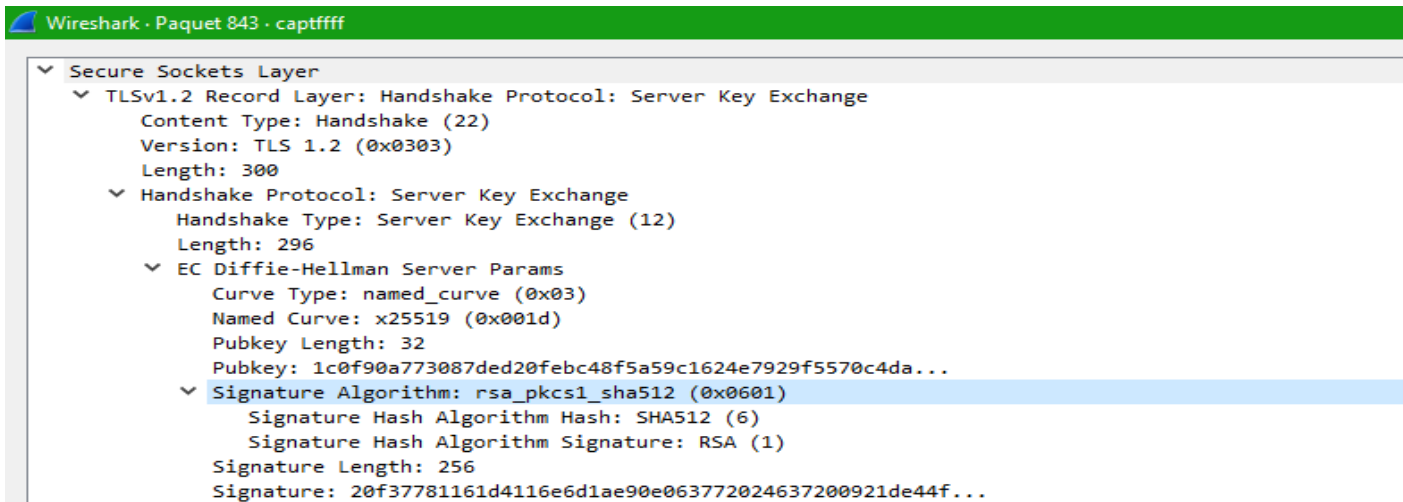 Wireshark · Paquet 843 · captffff
Secure Sockets Layer
TLSv1.2 Record Layer: Handshake Protocol: Server Key Exchange
Content Type: Handshake (22)
Version: TLS 1.2 (0x0303)
Length: 300
Handshake Protocol: Server Key Exchange
Handshake Type: Server Key Exchange (12)
Length: 296
EC Diffie-Hellman Server Params
Curve Type: named_curve (0x03)
Named Curve: x25519 (0x001d)
Pubkey Length: 32
Pubkey: 1c0f90a773087ded20febc48f5a59c1624e7929f5570c4da...
Signature Algorithm: rsa_pkcs1_sha512 (0x0601)
Signature Hash Algorithm Hash: SHA512 (6)
Signature Hash Algorithm Signature: RSA (1)
Signature Length: 256
Signature: 20f37781161d4116e6d1ae90e063772024637200921de44f...